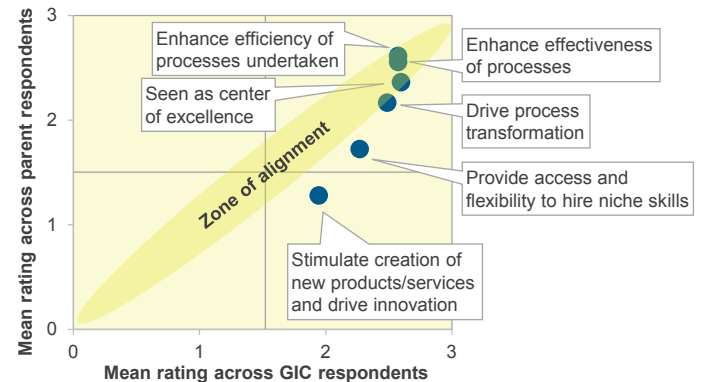 3
Enhance efficiency of
processes undertaken
Enhance effectiveness
of processes
Seen as center
of excellence
2
Drive process
transformation
Zone of alignment
Provide access and
flexibility to hire niche skills
1
Stimulate creation of
new products/services
and drive innovation
0
Mean rating across parent respondents
0 1 2 3
Mean rating across GIC respondents